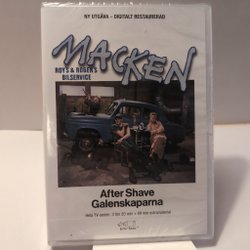 NY UTGÅVA - DIGITALT RESTAURERAD
MACKEN
ROY'S & ROGER'S
BILSERVICE
After Shave
Galenskaparna